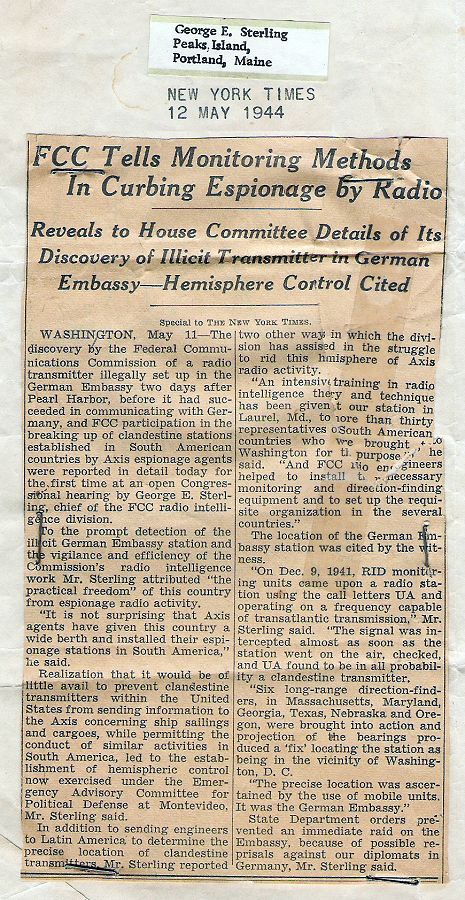 George E. Sterling
Peaks Island,
Portland, Maine
NEW YORK TIMES
12 MAY 1944
FCC Tells Monitoring Methods
In Curbing Espionage by Radio
Reveals to House Committee Details of Its
Discovery of Illicit Transmitter in German
Embassy—Hemisphere Control Cited
Special to THE NEW YORK TIMES.
WASHINGTON, May 11—The
discovery by the Federal Commu-
nications Commission of a radio
transmitter illegally set up in the
German Embassy two days after
Pearl Harbor, before it had suc-
ceeded in communicating with Ger-
many, and FCC participation in the
breaking up of clandestine stations
established in South American
countries by Axis espionage agents
were reported in detail today for
the first time at an open Congres-
sional hearing by George E. Sterl-
ing, chief of the FCC radio intelli-
gence division.
To the prompt detection of the
illicit German Embassy station and
the vigilance and efficiency of the
Commission's radio intelligence
work Mr. Sterling attributed "the
practical freedom" of this country
from espionage radio activity.
"It is not surprising that Axis
agents have given this country a
wide berth and installed their espi-
onage stations in South America,"
he said.
Realization that it would be of
little avail to prevent clandestine
transmitters within the United
States from sending information to
the Axis concerning ship sailings
and cargoes, while permitting the
conduct of similar activities in
South America, led to the estab-
lishment of hemispheric control
now exercised under the Emer-
gency Advisory Committee for
Political Defense at Montevideo,
Mr. Sterling said.
In addition to sending engineers
to Latin America to determine the
precise location of clandestine
transmitters, Mr. Sterling reported
two other ways in which the divi-
sion has assisted in the struggle
to rid this hemisphere of Axis
radio activity.
"An intensive training in radio
intelligence theory and technique
has been given at our station in
Laurel, Md., to more than thirty
representatives of South American
countries who were brought to
Washington for the purpose," he
said. "And FCC radio engineers
helped to install the necessary
monitoring and direction-finding
equipment and to set up the requi-
site organization in the several
countries."
The location of the German Em-
bassy station was cited by the wit-
ness.
"On Dec. 9, 1941, RID monitor-
ing units came upon a radio sta-
tion using the call letters UA and
operating on a frequency capable
of transatlantic transmission," Mr.
Sterling said. "The signal was in-
tercepted almost as soon as the
station went on the air, checked,
and UA found to be in all probabil-
ity a clandestine transmitter.
"Six long-range direction-find-
ers, in Massachusetts, Maryland,
Georgia, Texas, Nebraska and Ore-
gon, were brought into action and
projection of the bearings pro-
duced a 'fix' locating the station as
being in the vicinity of Washing-
ton, D. C.
"The precise location was ascer-
tained by the use of mobile units.
It was the German Embassy."
State Department orders pre-
vented an immediate raid on the
Embassy, because of possible re-
prisals against our diplomats in
Germany, Mr. Sterling said.